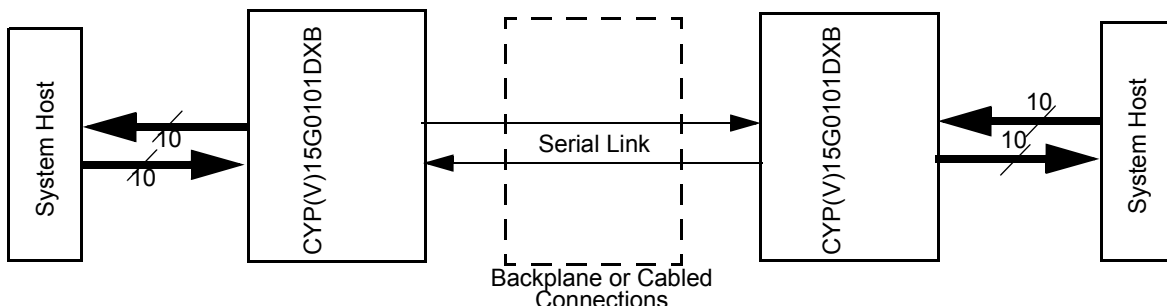 System Host
10
10
CYP(V)15G0101DXB
Serial Link
Backplane or Cabled
Connections
CYP(V)15G0101DXB
10
10
System Host